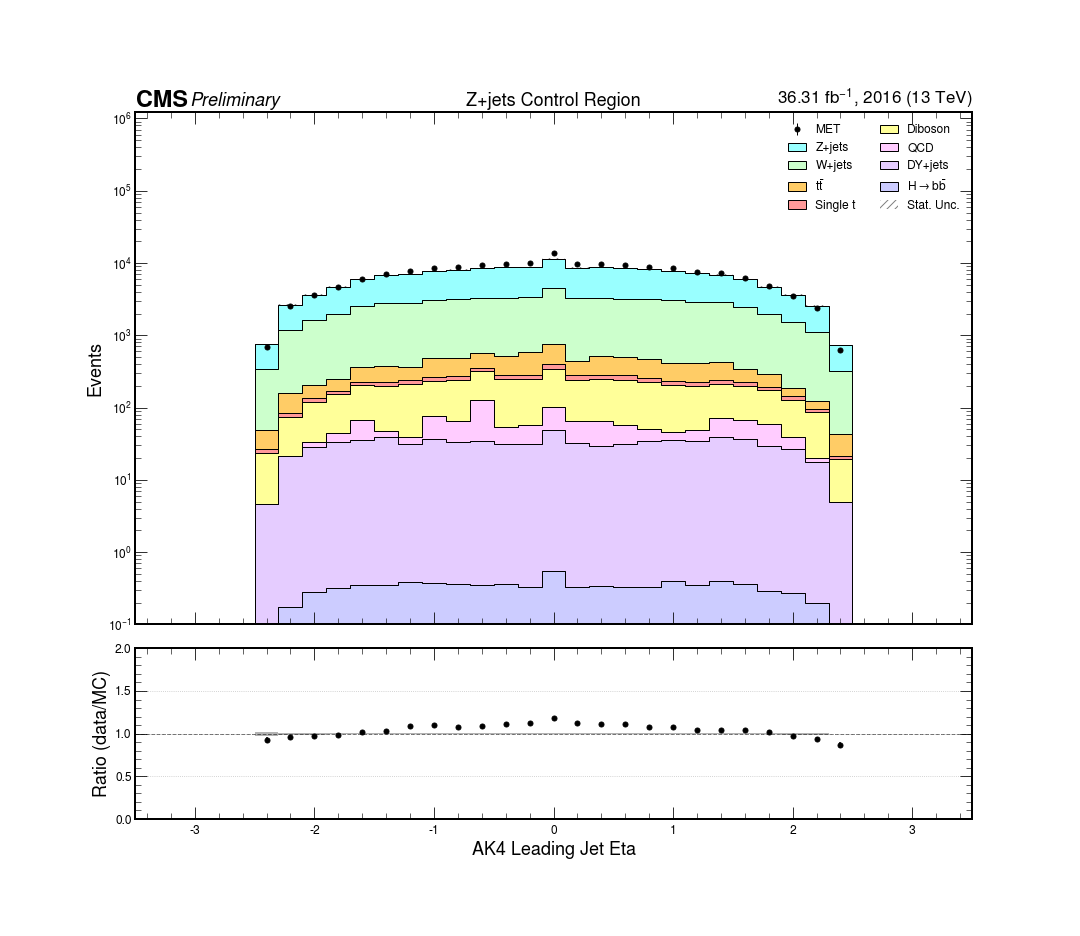 CMS Preliminary Z+jets Control Region 36.31 fb⁻¹, 2016 (13 TeV)
MET Diboson
Z+jets QCD
W+jets DY+jets
tt̄ H→bb̄
Single t Stat. Unc.
10⁶
10⁵
10⁴
10³
10²
10¹
10⁰
10⁻¹
Events
2.0
1.5
1.0
0.5
0.0
Ratio (data/MC)
-3 -2 -1 0 1 2 3
AK4 Leading Jet Eta